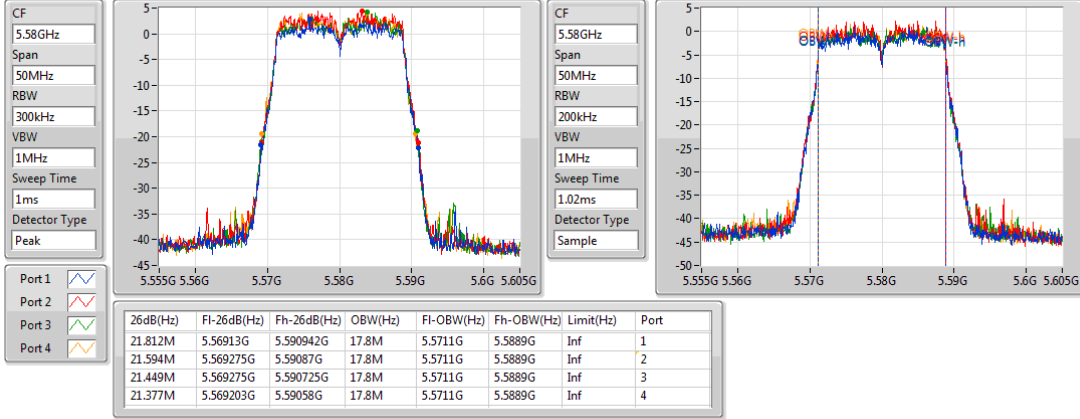 CF
5.58GHz
Span
50MHz
RBW
300kHz
VBW
1MHz
Sweep Time
1ms
Detector Type
Peak
5-
0-
-5-
-10-
-15-
-20-
-25-
-30-
-35-
-40-
-45-
5.555G 5.56G 5.57G 5.58G 5.59G 5.6G 5.605G
CF
5.58GHz
Span
50MHz
RBW
200kHz
VBW
1MHz
Sweep Time
1.02ms
Detector Type
Sample
5-
0-
-5-
-10-
-15-
-20-
-25-
-30-
-35-
-40-
-45-
-50-
5.555G 5.56G 5.57G 5.58G 5.59G 5.6G 5.605G
Port 1
Port 2
Port 3
Port 4
26dB(Hz) Fl-26dB(Hz) Fh-26dB(Hz) OBW(Hz) Fl-OBW(Hz) Fh-OBW(Hz) Limit(Hz) Port
21.812M 5.56913G 5.590942G 17.8M 5.5711G 5.5889G Inf 1
21.594M 5.569275G 5.59087G 17.8M 5.5711G 5.5889G Inf 2
21.449M 5.569275G 5.590725G 17.8M 5.5711G 5.5889G Inf 3
21.377M 5.569203G 5.59058G 17.8M 5.5711G 5.5889G Inf 4